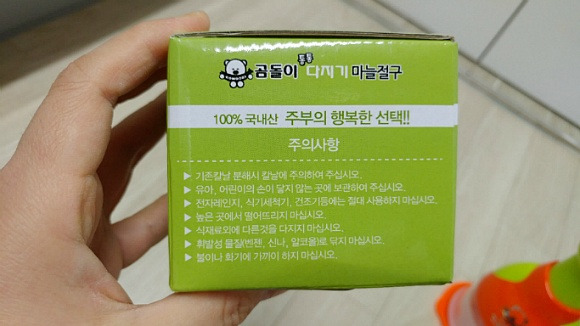 곰돌이 통통 다지기 마늘절구
100% 국내산 주부의 행복한 선택!!
주의사항
▶ 기존칼날 분해시 칼날에 주의하여 주십시오.
▶ 유아, 어린이의 손이 닿지 않는 곳에 보관하여 주십시오.
▶ 전자레인지, 식기세척기, 건조기등에는 절대 사용하지 마십시오.
▶ 높은 곳에서 떨어뜨리지 마십시오.
▶ 식재료외에 다른것을 다지지 마십시오.
▶ 휘발성 물질(벤젠, 신나, 알코올)로 닦지 마십시오.
▶ 불이나 화기에 가까이 하지 마십시오.